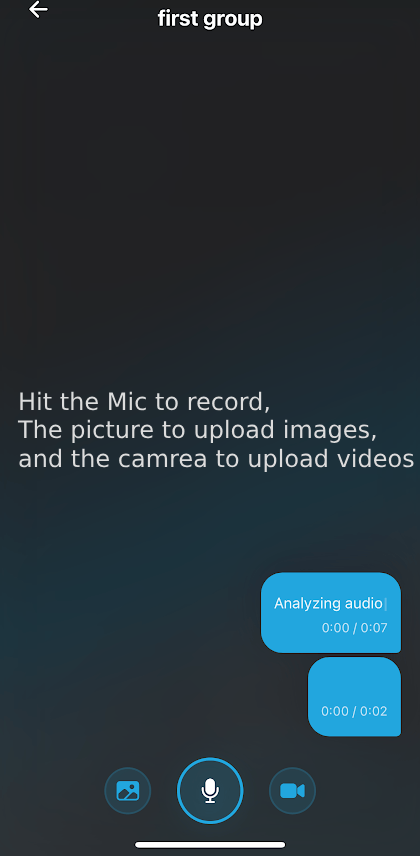 first group
Hit the Mic to record,
The picture to upload images,
and the camrea to upload videos
Analyzing audio
0:00 / 0:07
0:00 / 0:02